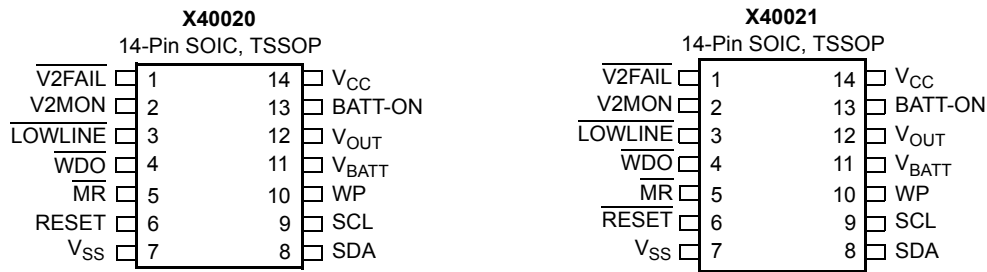 X40020
14-Pin SOIC, TSSOP
V2FAIL 1 14 VCC
V2MON 2 13 BATT-ON
LOWLINE 3 12 VOUT
WDO 4 11 VBATT
MR 5 10 WP
RESET 6 9 SCL
VSS 7 8 SDA
X40021
14-Pin SOIC, TSSOP
V2FAIL 1 14 VCC
V2MON 2 13 BATT-ON
LOWLINE 3 12 VOUT
WDO 4 11 VBATT
MR 5 10 WP
RESET 6 9 SCL
VSS 7 8 SDA